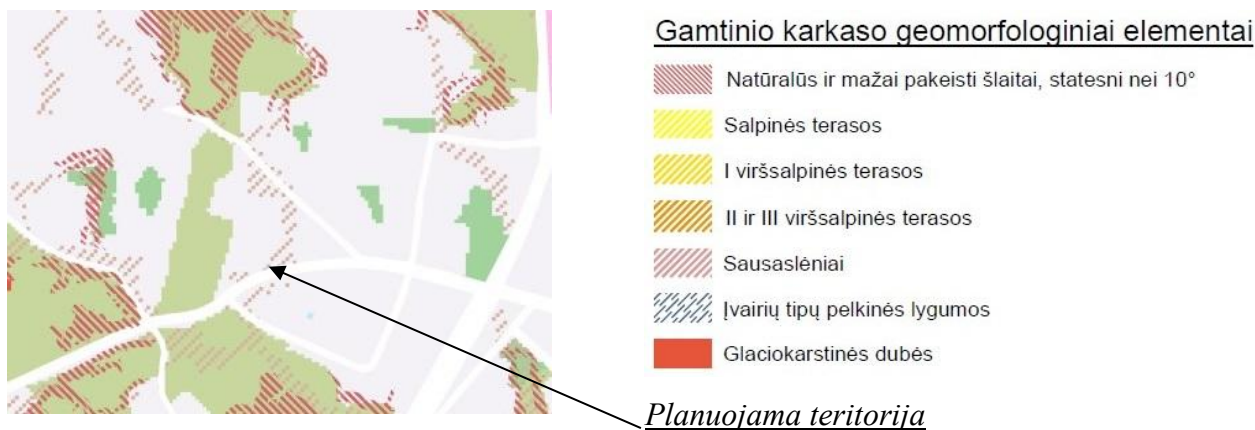 Gamtinio karkaso geomorfologiniai elementai
Natūralūs ir mažai pakeisti šlaitai, statesni nei 10°
Salpinės terasos
I viršsalpinės terasos
II ir III viršsalpinės terasos
Sausaslėniai
Įvairių tipų pelkinės lygumos
Glaciokarstinės dubės
Planuojama teritorija